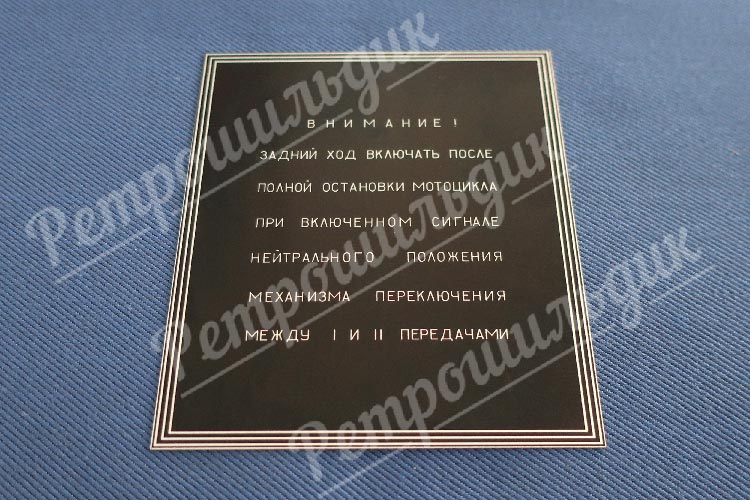 ВНИМАНИЕ!
ЗАДНИЙ ХОД ВКЛЮЧАТЬ ПОСЛЕ
ПОЛНОЙ ОСТАНОВКИ МОТОЦИКЛА
ПРИ ВКЛЮЧЕННОМ СИГНАЛЕ
НЕЙТРАЛЬНОГО ПОЛОЖЕНИЯ
МЕХАНИЗМА ПЕРЕКЛЮЧЕНИЯ
МЕЖДУ I И II ПЕРЕДАЧАМИ
Ретрошильдик
Ретрошильдик
Ретрошильдик
Ретрошильдик